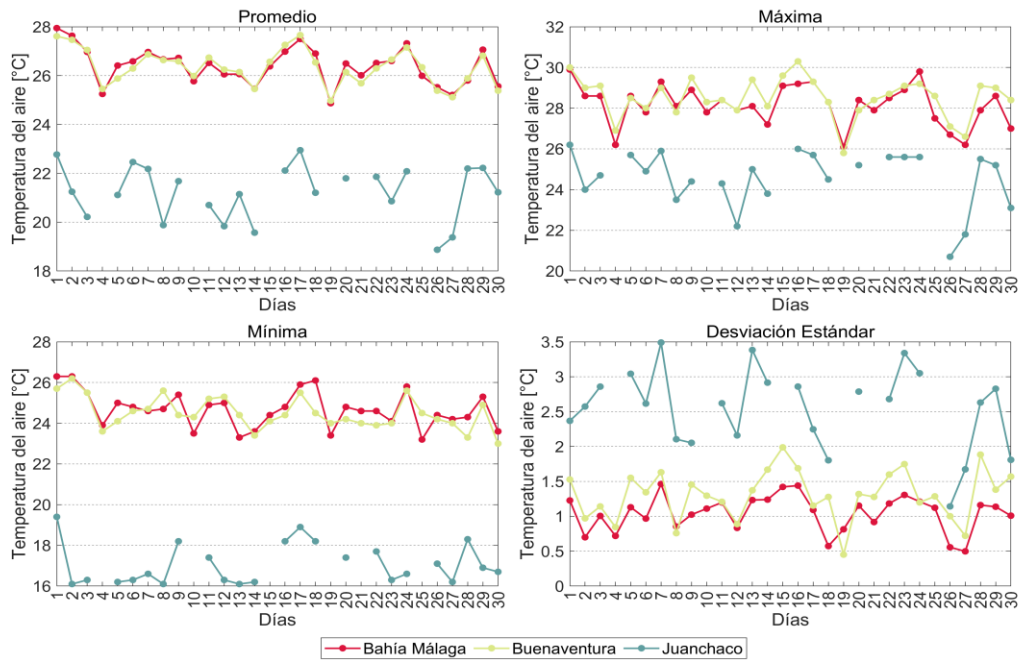 Promedio
Temperatura del aire [°C]
28
26
24
22
20
18
1 2 3 4 5 6 7 8 9 10 11 12 13 14 15 16 17 18 19 20 21 22 23 24 25 26 27 28 29 30
Días
Máxima
Temperatura del aire [°C]
32
30
28
26
24
22
20
1 2 3 4 5 6 7 8 9 10 11 12 13 14 15 16 17 18 19 20 21 22 23 24 25 26 27 28 29 30
Días
Mínima
Temperatura del aire [°C]
28
26
24
22
20
18
16
1 2 3 4 5 6 7 8 9 10 11 12 13 14 15 16 17 18 19 20 21 22 23 24 25 26 27 28 29 30
Días
Desviación Estándar
Temperatura del aire [°C]
3.5
3
2.5
2
1.5
1
0.5
0
1 2 3 4 5 6 7 8 9 10 11 12 13 14 15 16 17 18 19 20 21 22 23 24 25 26 27 28 29 30
Días
Bahía Málaga Buenaventura Juanchaco